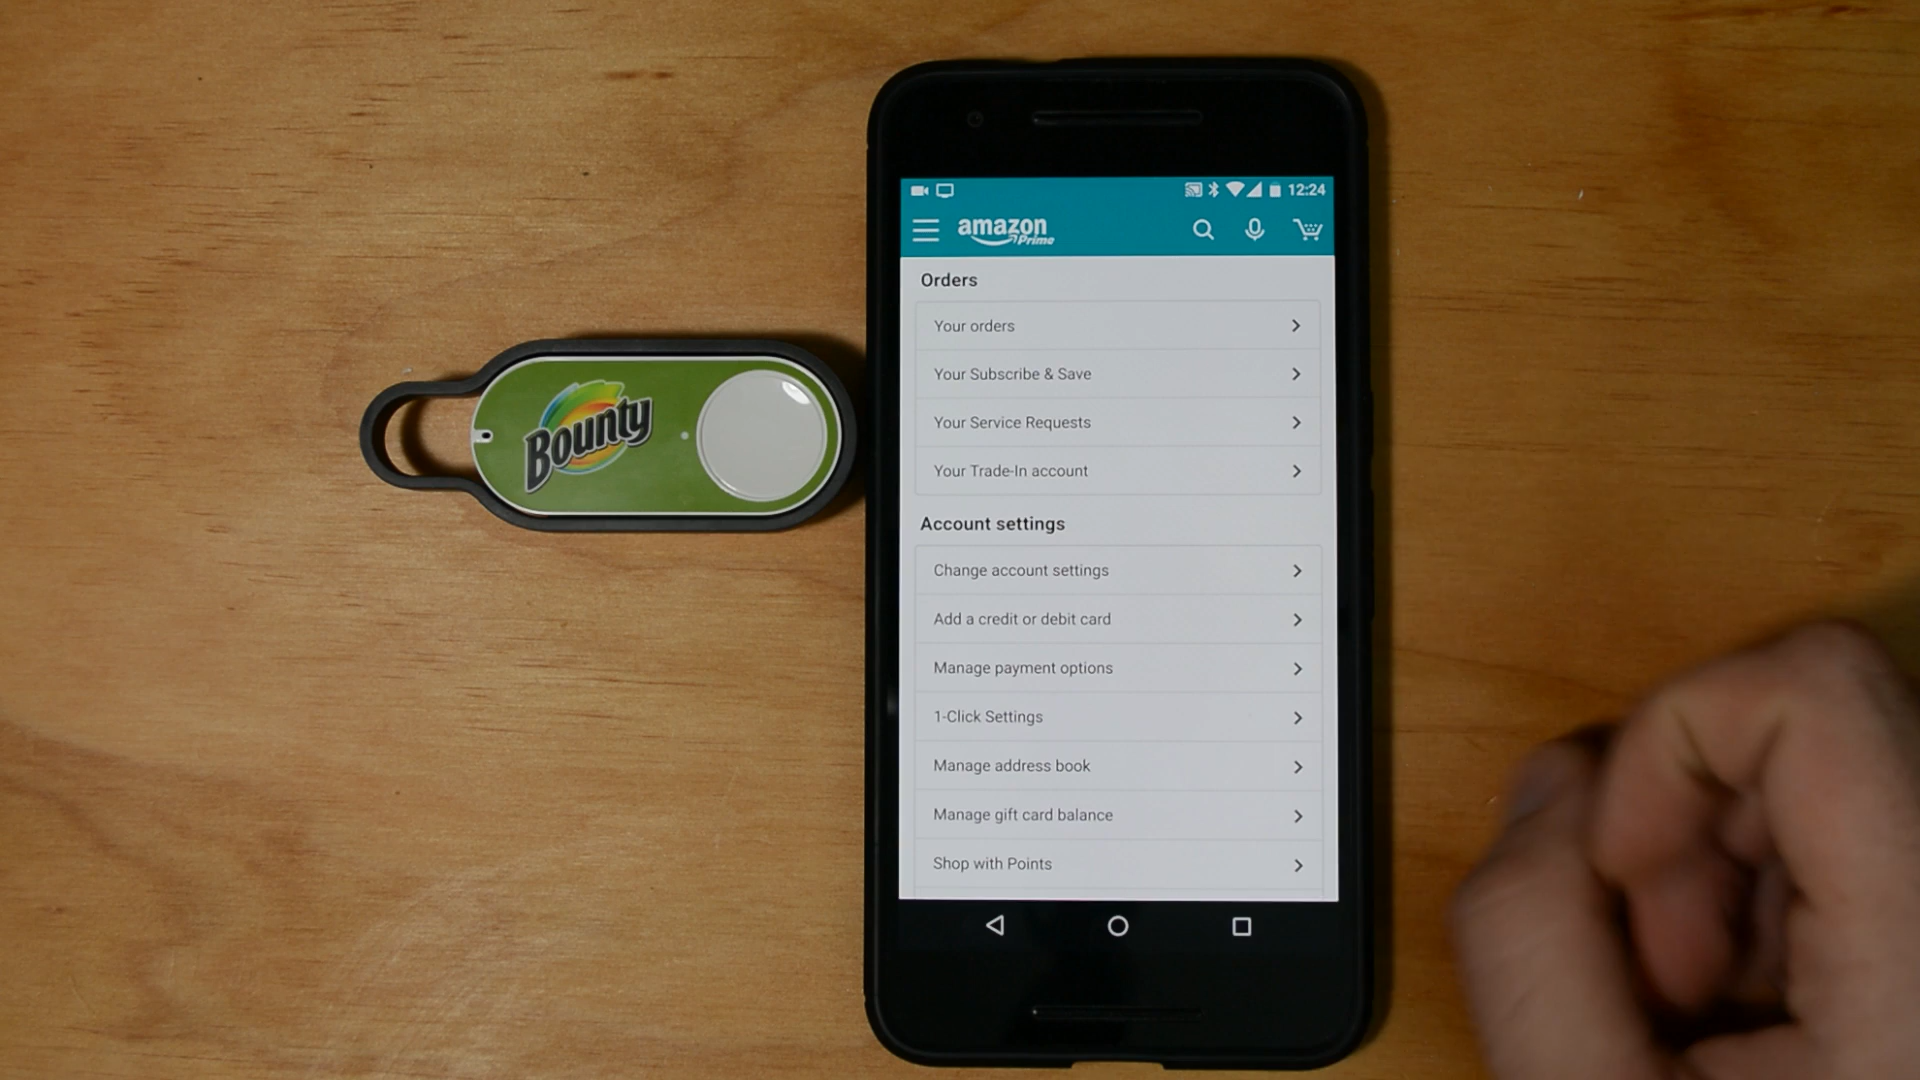 Bounty
12:24
amazon
Prime
Orders
Your orders
Your Subscribe & Save
Your Service Requests
Your Trade-In account
Account settings
Change account settings
Add a credit or debit card
Manage payment options
1-Click Settings
Manage address book
Manage gift card balance
Shop with Points